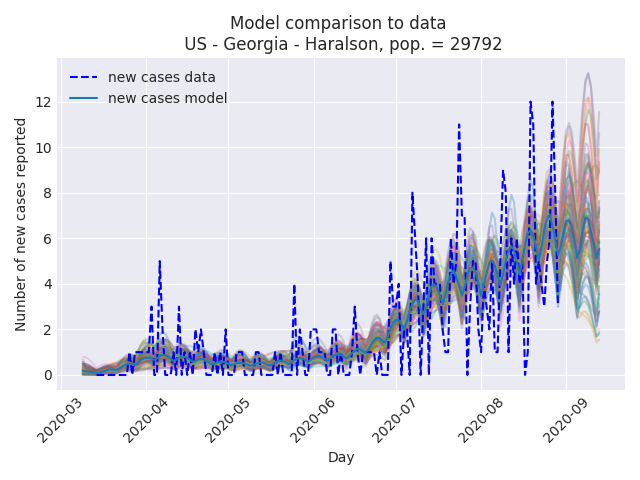 Model comparison to data
US - Georgia - Haralson, pop. = 29792
new cases data
new cases model
Number of new cases reported
12
10
8
6
4
2
0
2020-03
2020-04
2020-05
2020-06
2020-07
2020-08
2020-09
Day